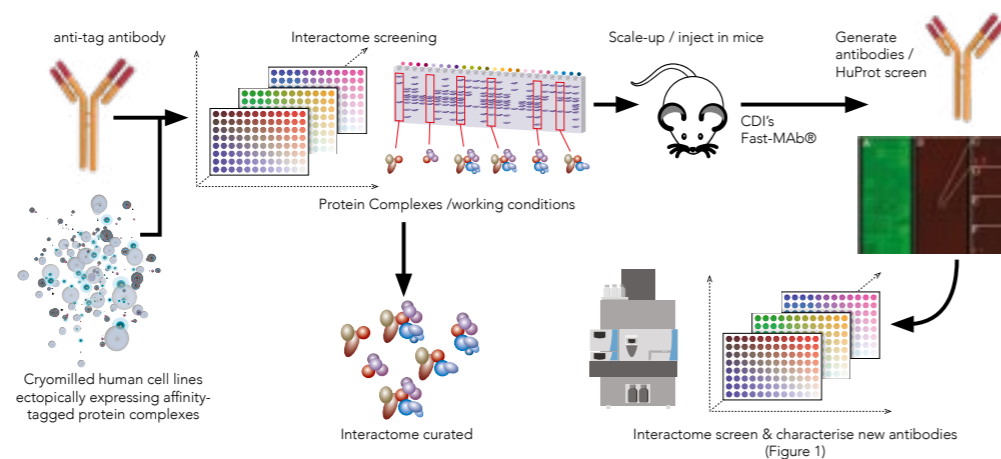 anti-tag antibody
Interactome screening
Scale-up / inject in mice
Generate
antibodies /
HuProt screen
CDI's
Fast-MAb®
Protein Complexes /working conditions
Cryomilled human cell lines
ectopically expressing affinity-
tagged protein complexes
Interactome curated
Interactome screen & characterise new antibodies
(Figure 1)